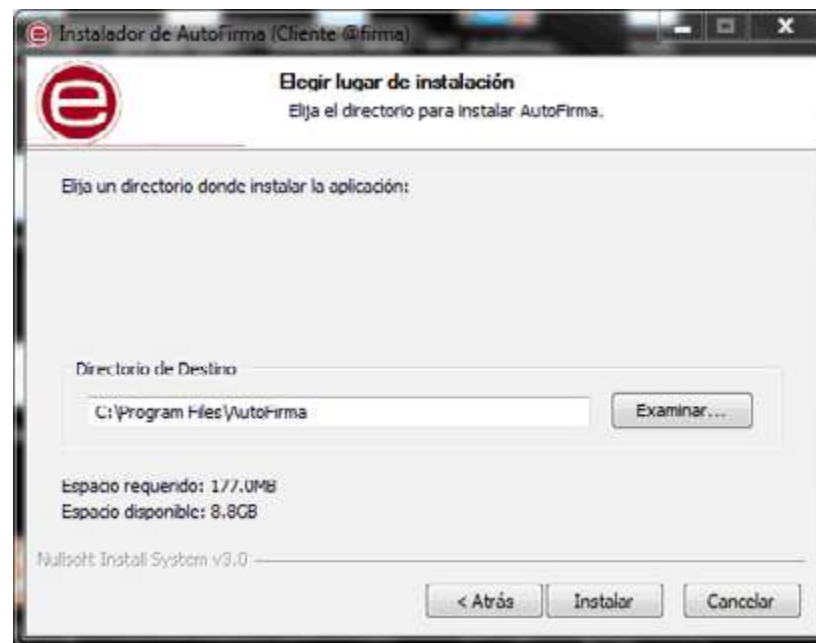 Instalador de AutoFirma (Cliente @firma)
Elegir lugar de instalación
Elija el directorio para instalar AutoFirma.
Elija un directorio donde instalar la aplicación:
Directorio de Destino
C:\Program Files\AutoFirma
Examinar...
Espacio requerido: 177.0MB
Espacio disponible: 8.8GB
Nullsoft Install System v3.0
< Atrás Instalar Cancelar